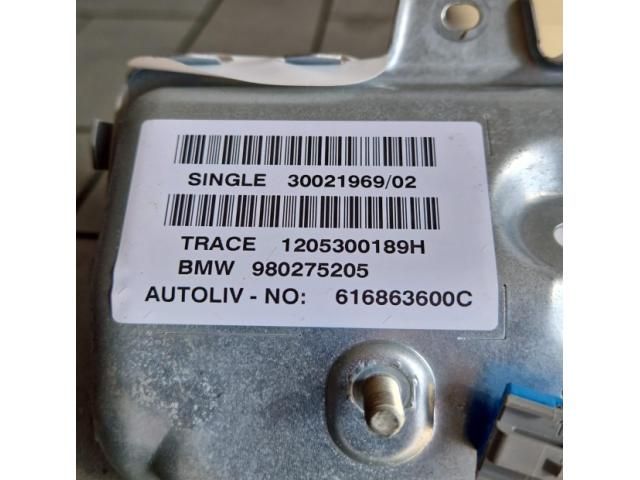 SINGLE 30021969/02
TRACE 1205300189H
BMW 980275205
AUTOLIV - NO: 616863600C